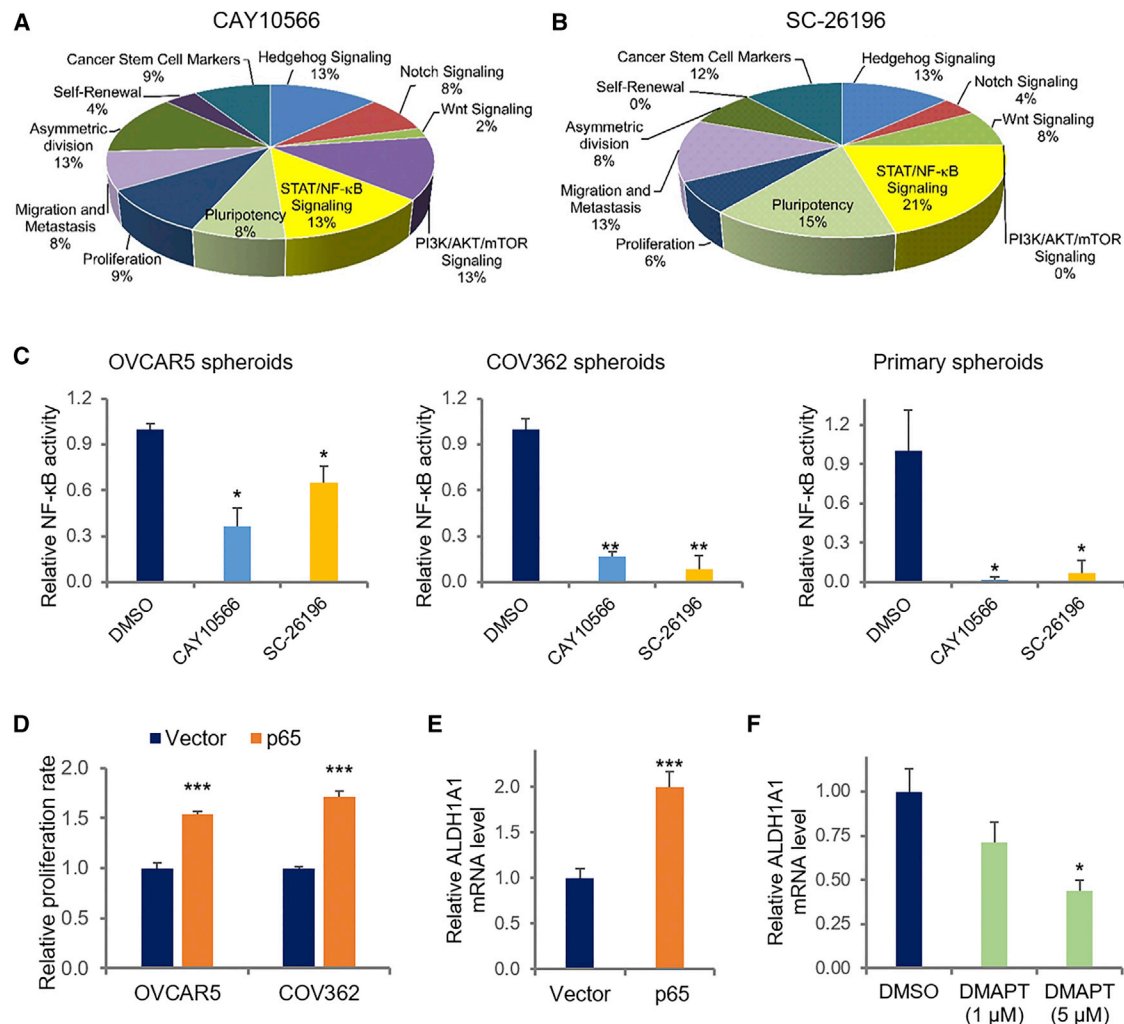 A
CAY10566
Cancer Stem Cell Markers
9%
Hedgehog Signaling
13%
Notch Signaling
8%
Wnt Signaling
2%
Self-Renewal
4%
Asymmetric
division
13%
STAT/NF-κB
Signaling
13%
Pluripotency
8%
Migration and
Metastasis
8%
Proliferation
9%
PI3K/AKT/mTOR
Signaling
13%
B
SC-26196
Cancer Stem Cell Markers
12%
Hedgehog Signaling
13%
Notch Signaling
4%
Wnt Signaling
8%
Self-Renewal
0%
Asymmetric
division
8%
STAT/NF-κB
Signaling
21%
Pluripotency
15%
Migration and
Metastasis
13%
Proliferation
6%
PI3K/AKT/mTOR
Signaling
0%
C
OVCAR5 spheroids
Relative NF-κB activity
1.2
0.9
0.6
0.3
0.0
*
*
DMSO
CAY10566
SC-26196
COV362 spheroids
Relative NF-κB activity
1.2
0.9
0.6
0.3
0.0
**
**
DMSO
CAY10566
SC-26196
Primary spheroids
Relative NF-κB activity
1.2
0.9
0.6
0.3
0.0
*
*
DMSO
CAY10566
SC-26196
D
Vector p65
Relative proliferation rate
2.0
1.5
1.0
0.5
0.0
***
***
OVCAR5 COV362
E
Relative ALDH1A1
mRNA level
2.0
1.5
1.0
0.5
0.0
***
Vector p65
F
Relative ALDH1A1
mRNA level
1.00
0.75
0.50
0.25
0.00
*
DMSO
DMAPT
(1 µM)
DMAPT
(5 µM)